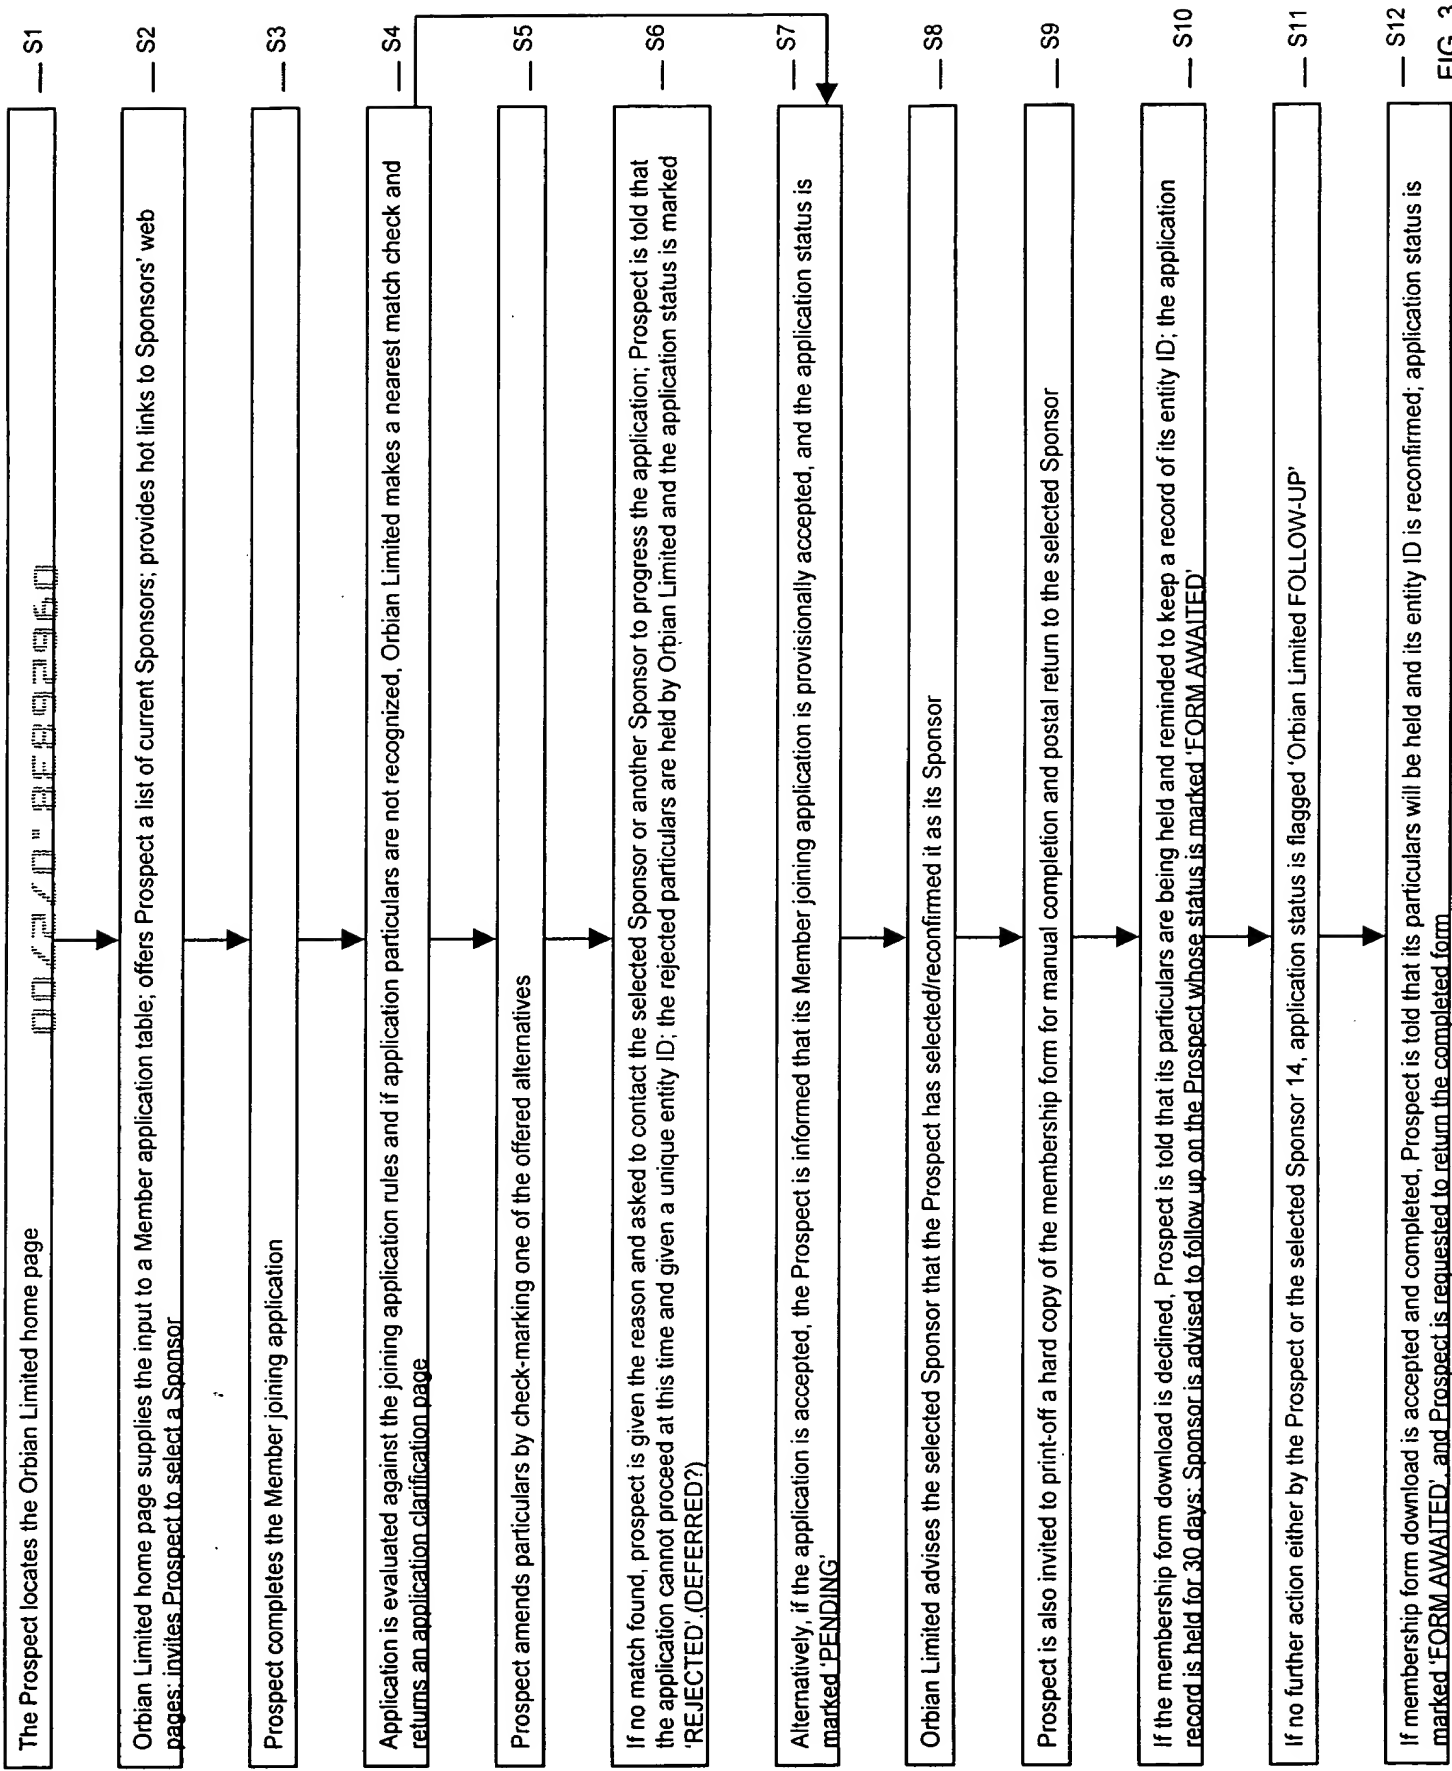 The Prospect locates the Orbian Limited home page
S1
Orbian Limited home page supplies the input to a Member application table; offers Prospect a list of current Sponsors; provides hot links to Sponsors' web
pages; invites Prospect to select a Sponsor
S2
Prospect completes the Member joining application
S3
Application is evaluated against the joining application rules and if application particulars are not recognized, Orbian Limited makes a nearest match check and
returns an application clarification page
S4
Prospect amends particulars by check-marking one of the offered alternatives
S5
If no match found, prospect is given the reason and asked to contact the selected Sponsor or another Sponsor to progress the application; Prospect is told that
the application cannot proceed at this time and given a unique entity ID; the rejected particulars are held by Orbian Limited and the application status is marked
'REJECTED'.(DEFERRED?)
S6
Alternatively, if the application is accepted, the Prospect is informed that its Member joining application is provisionally accepted, and the application status is
marked 'PENDING'
S7
Orbian Limited advises the selected Sponsor that the Prospect has selected/reconfirmed it as its Sponsor
S8
Prospect is also invited to print-off a hard copy of the membership form for manual completion and postal return to the selected Sponsor
S9
If the membership form download is declined, Prospect is told that its particulars are being held and reminded to keep a record of its entity ID; the application
record is held for 30 days; Sponsor is advised to follow up on the Prospect whose status is marked 'FORM AWAITED'
S10
If no further action either by the Prospect or the selected Sponsor 14, application status is flagged 'Orbian Limited FOLLOW-UP'
S11
If membership form download is accepted and completed, Prospect is told that its particulars will be held and its entity ID is reconfirmed; application status is
marked 'FORM AWAITED', and Prospect is requested to return the completed form
S12
FIG. 3